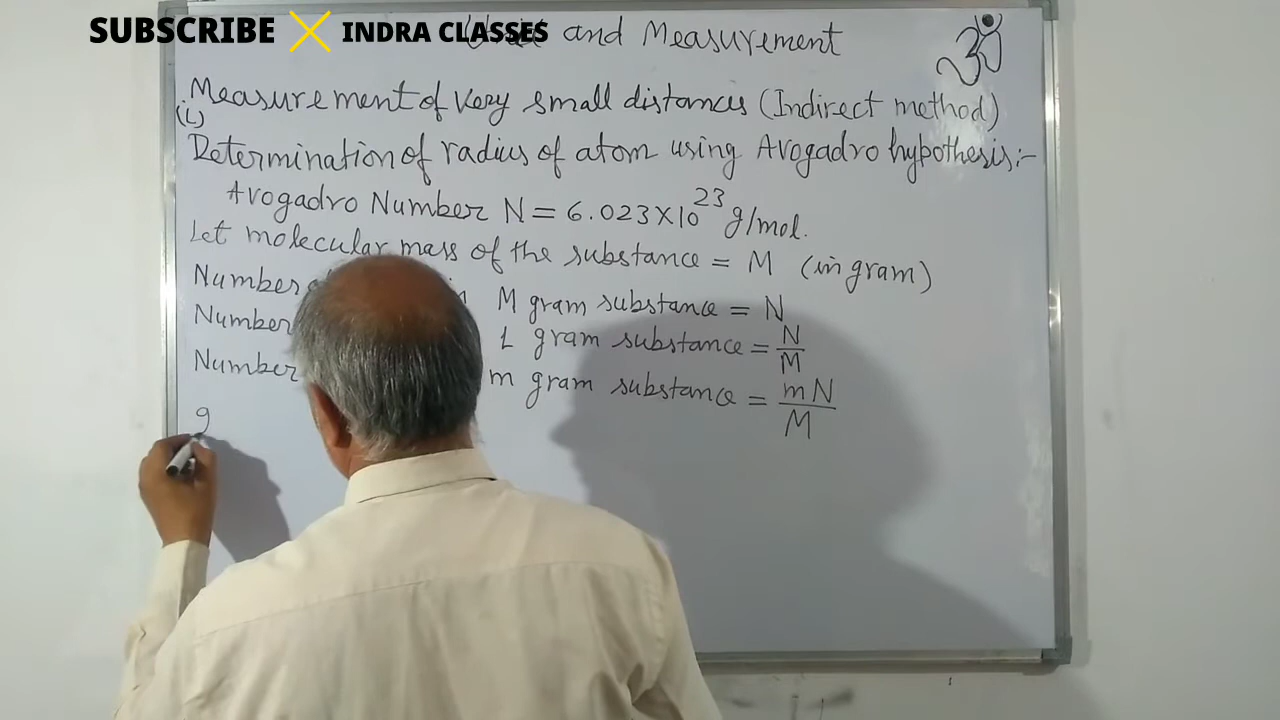 SUBSCRIBE INDRA CLASSES
and Measurement
ॐ
Measurement of very small distances (Indirect method)
(i)
Determination of radius of atom using Avogadro hypothesis:-
Avogadro Number N = 6.023×10²³ g/mol.
Let molecular mass of the substance = M (in gram)
Number M gram substance = N
Number 1 gram substance = N/M
Number m gram substance = mN/M